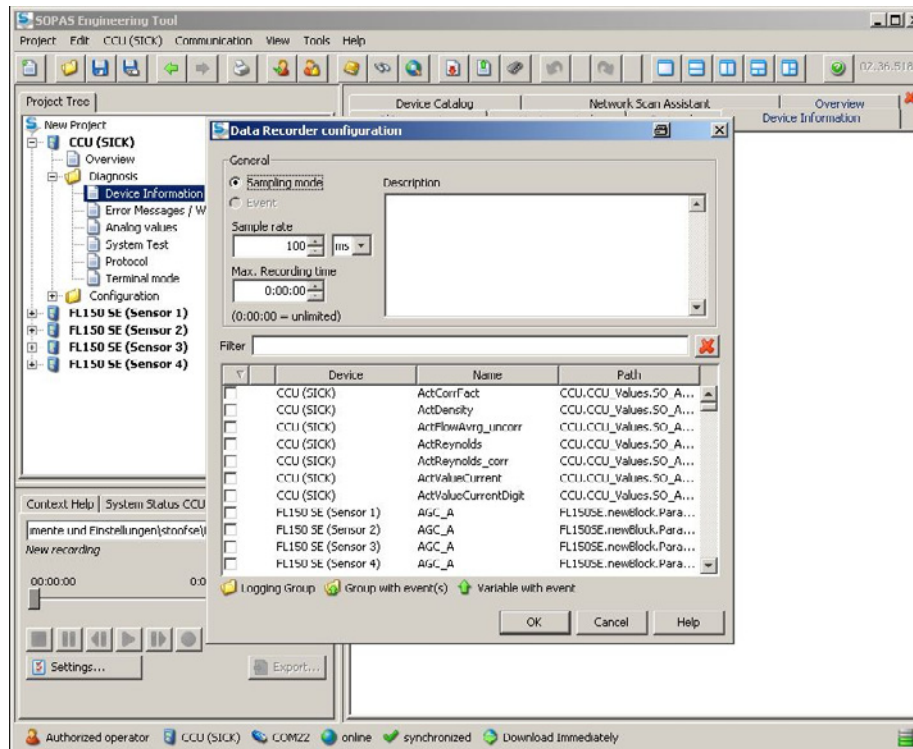 SOPAS Engineering Tool
Project Edit CCU (SICK) Communication View Tools Help
02.36.518
Project Tree
Device Catalog
Network Scan Assistant
Overview
Device Information
New Project
CCU (SICK)
Overview
Diagnosis
Device Information
Error Messages / W
Analog values
System Test
Protocol
Terminal mode
Configuration
FL150 SE (Sensor 1)
FL150 SE (Sensor 2)
FL150 SE (Sensor 3)
FL150 SE (Sensor 4)
Data Recorder configuration
General
Sampling mode
Event
Description
Sample rate
100 ms
Max. Recording time
0:00:00
(0:00:00 = unlimited)
Filter
Device Name Path
CCU (SICK) ActCorrFact CCU.CCU_Values.SO_A...
CCU (SICK) ActDensity CCU.CCU_Values.SO_A...
CCU (SICK) ActFlowAvrg_uncorr CCU.CCU_Values.SO_A...
CCU (SICK) ActReynolds CCU.CCU_Values.SO_A...
CCU (SICK) ActReynolds_corr CCU.CCU_Values.SO_A...
CCU (SICK) ActValueCurrent CCU.CCU_Values.SO_A...
CCU (SICK) ActValueCurrentDigit CCU.CCU_Values.SO_A...
FL150 SE (Sensor 1) AGC_A FL150SE.newBlock.Para...
FL150 SE (Sensor 2) AGC_A FL150SE.newBlock.Para...
FL150 SE (Sensor 3) AGC_A FL150SE.newBlock.Para...
FL150 SE (Sensor 4) AGC_A FL150SE.newBlock.Para...
Logging Group Group with event(s) Variable with event
OK Cancel Help
Context Help System Status CCU
mente und Einstellungen\stoofse\
New recording
00:00:00 0:0
Settings... Export...
Authorized operator CCU (SICK) COM22 online synchronized Download Immediately